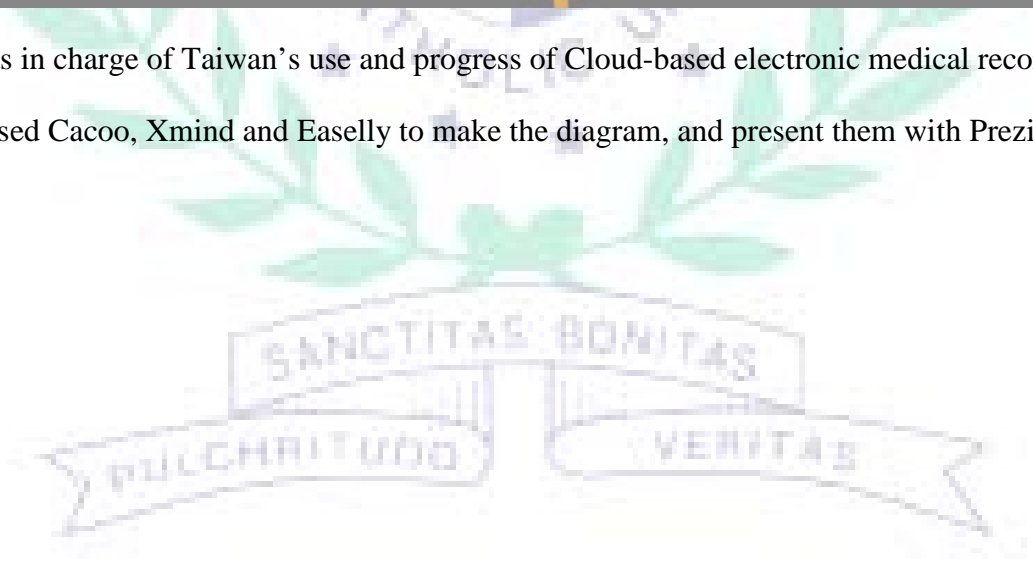 s in charge of Taiwan’s use and progress of Cloud-based electronic medical reco
sed Cacoo, Xmind and Easelly to make the diagram, and present them with Prezi
SANCTITAS BONITAS
PULCHRITUDO VERITAS